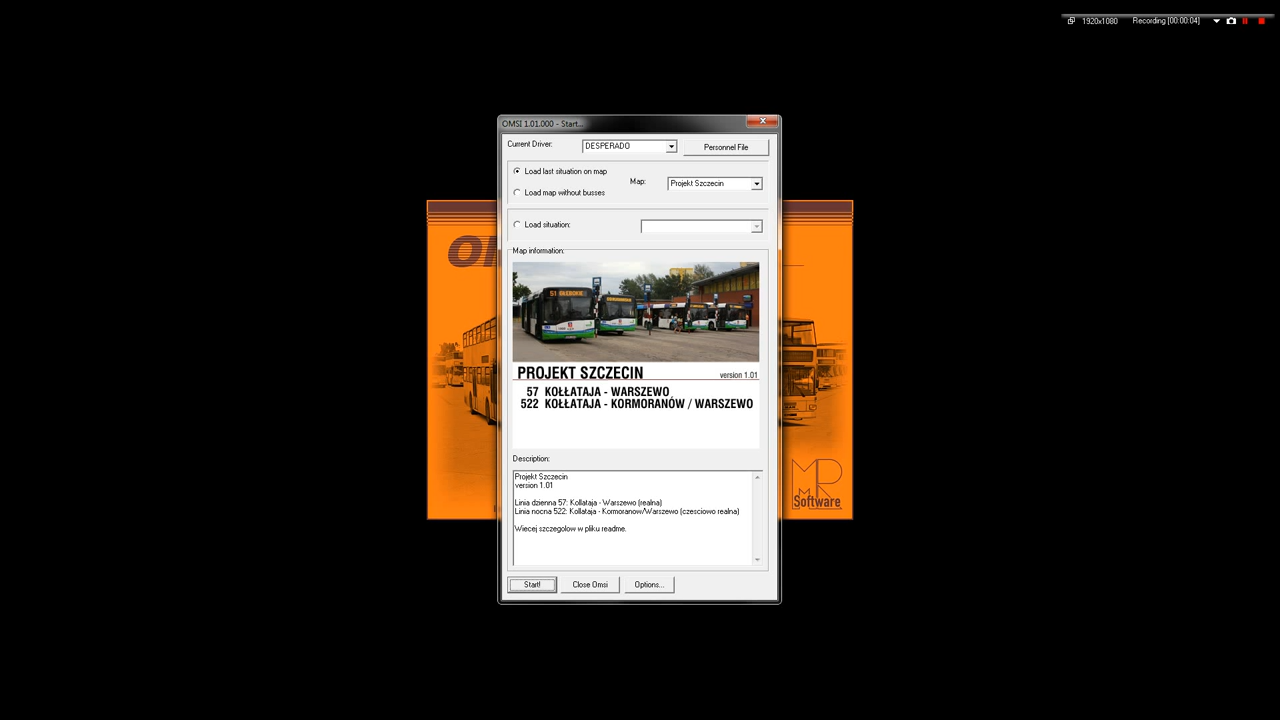 1920x1080
Recording [00:00:04]
OMSI 1.01.000 - Start...
Current Driver:
DESPERADO
Personnel File
Load last situation on map
Map:
Projekt Szczecin
Load map without busses
Load situation:
Map information:
51 GŁĘBOKIE
PROJEKT SZCZECIN
version 1.01
57 KOŁŁATAJA - WARSZEWO
522 KOŁŁATAJA - KORMORANÓW / WARSZEWO
Description:
Projekt Szczecin
version 1.01
Linia dzienna 57: Kollataja - Warszewo (realna)
Linia nocna 522: Kollataja - Kormoranow/Warszewo (czesciowo realna)
Wiecej szczegolow w pliku readme.
MR
Software
Start!
Close Omsi
Options...